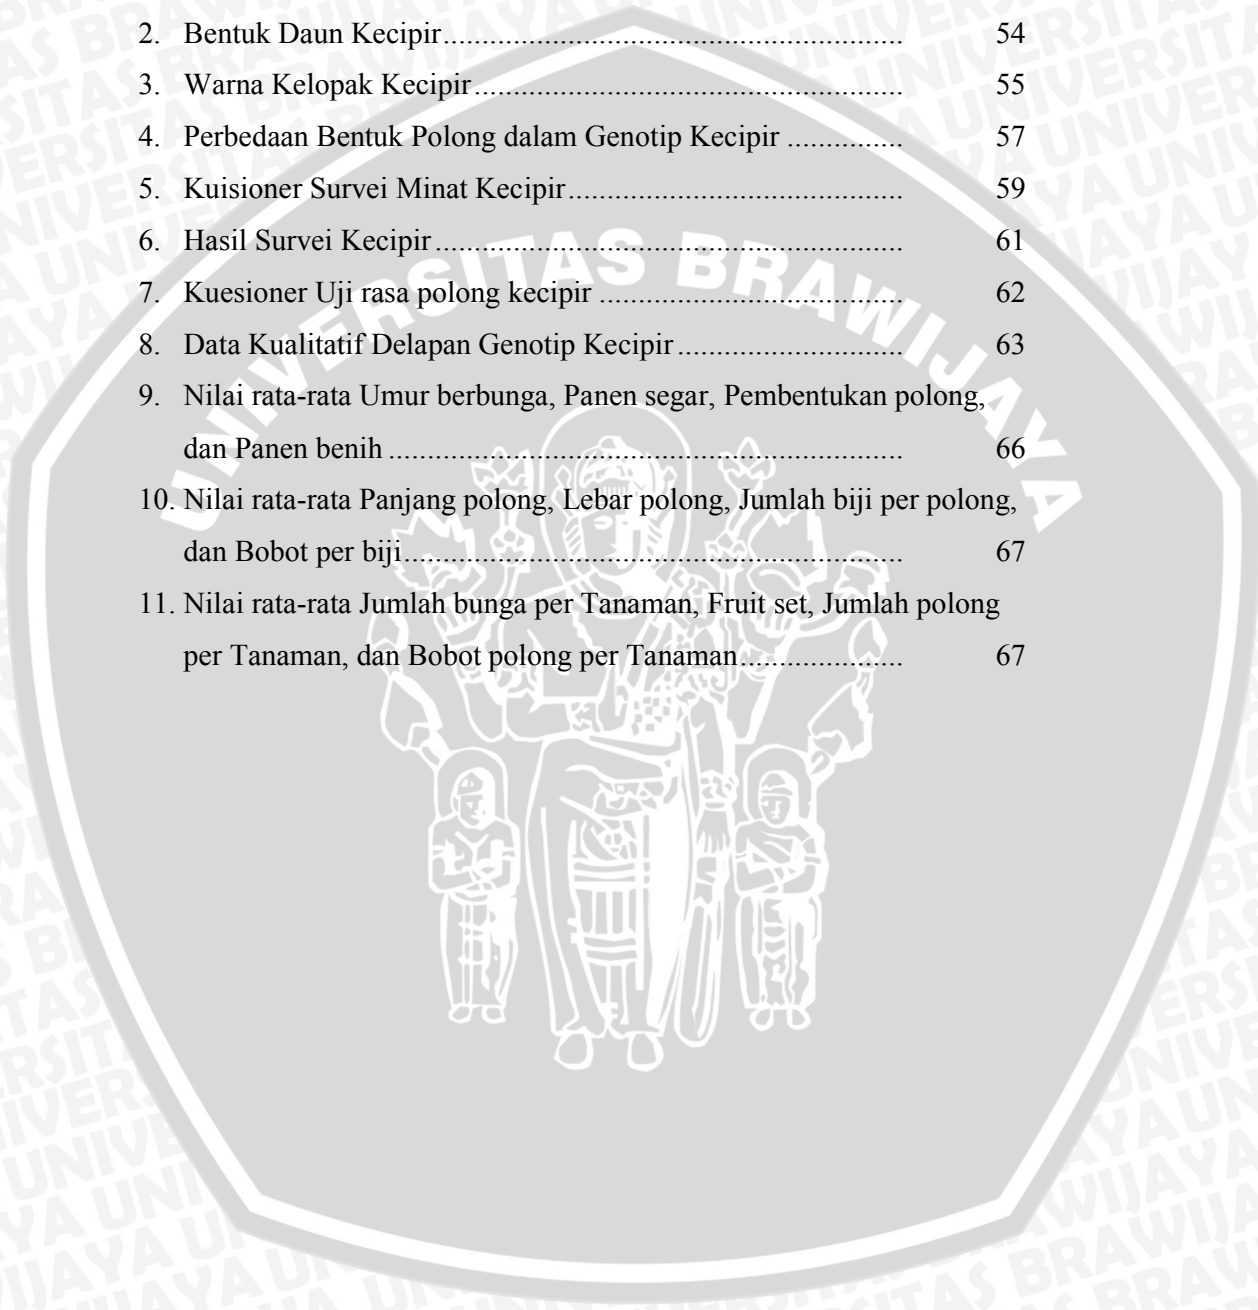 2. Bentuk Daun Kecipir........................................................... 54
3. Warna Kelopak Kecipir....................................................... 55
4. Perbedaan Bentuk Polong dalam Genotip Kecipir ............... 57
5. Kuisioner Survei Minat Kecipir........................................... 59
6. Hasil Survei Kecipir............................................................ 61
7. Kuesioner Uji rasa polong kecipir ....................................... 62
8. Data Kualitatif Delapan Genotip Kecipir............................. 63
9. Nilai rata-rata Umur berbunga, Panen segar, Pembentukan polong,
dan Panen benih .................................................................. 66
10. Nilai rata-rata Panjang polong, Lebar polong, Jumlah biji per polong,
dan Bobot per biji................................................................ 67
11. Nilai rata-rata Jumlah bunga per Tanaman, Fruit set, Jumlah polong
per Tanaman, dan Bobot polong per Tanaman..................... 67
UNIVERSITAS BRAWIJAYA